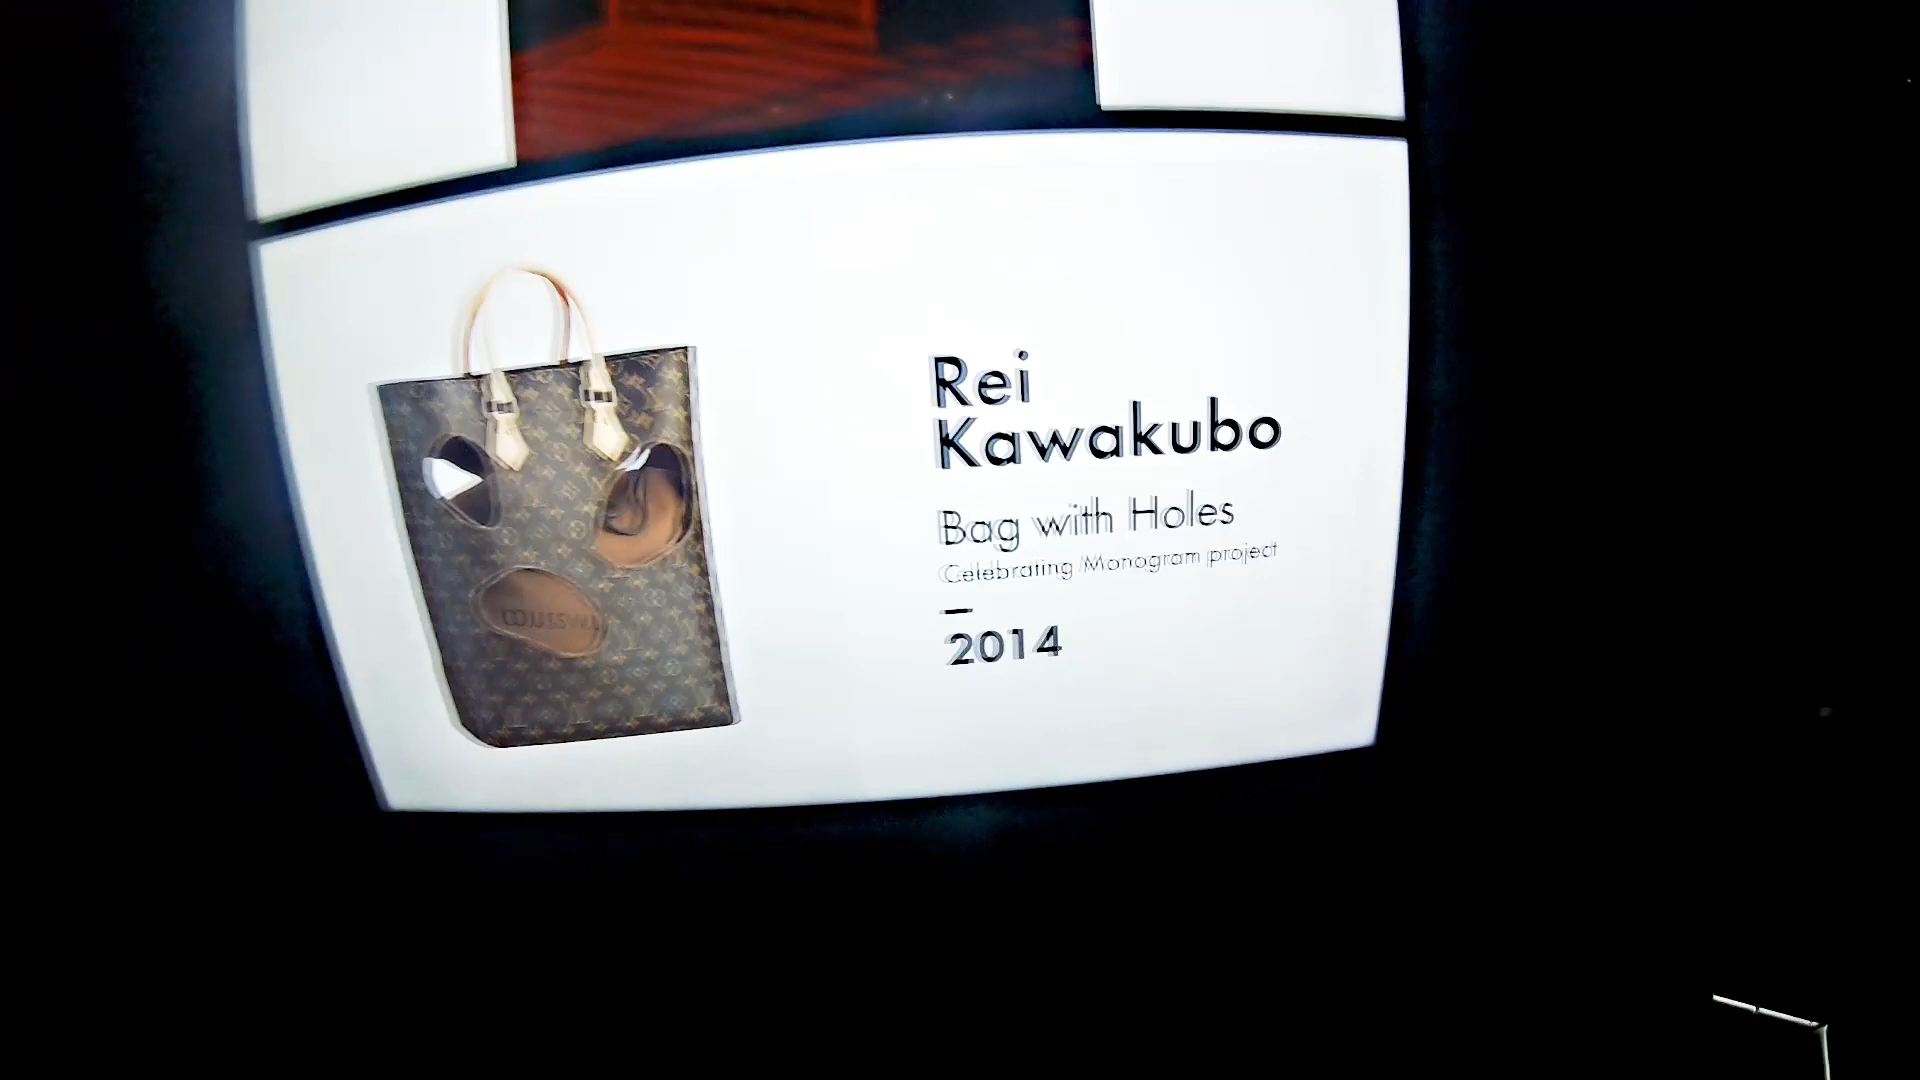 Rei
Kawakubo
Bag with Holes
Celebrating Monogram project
2014